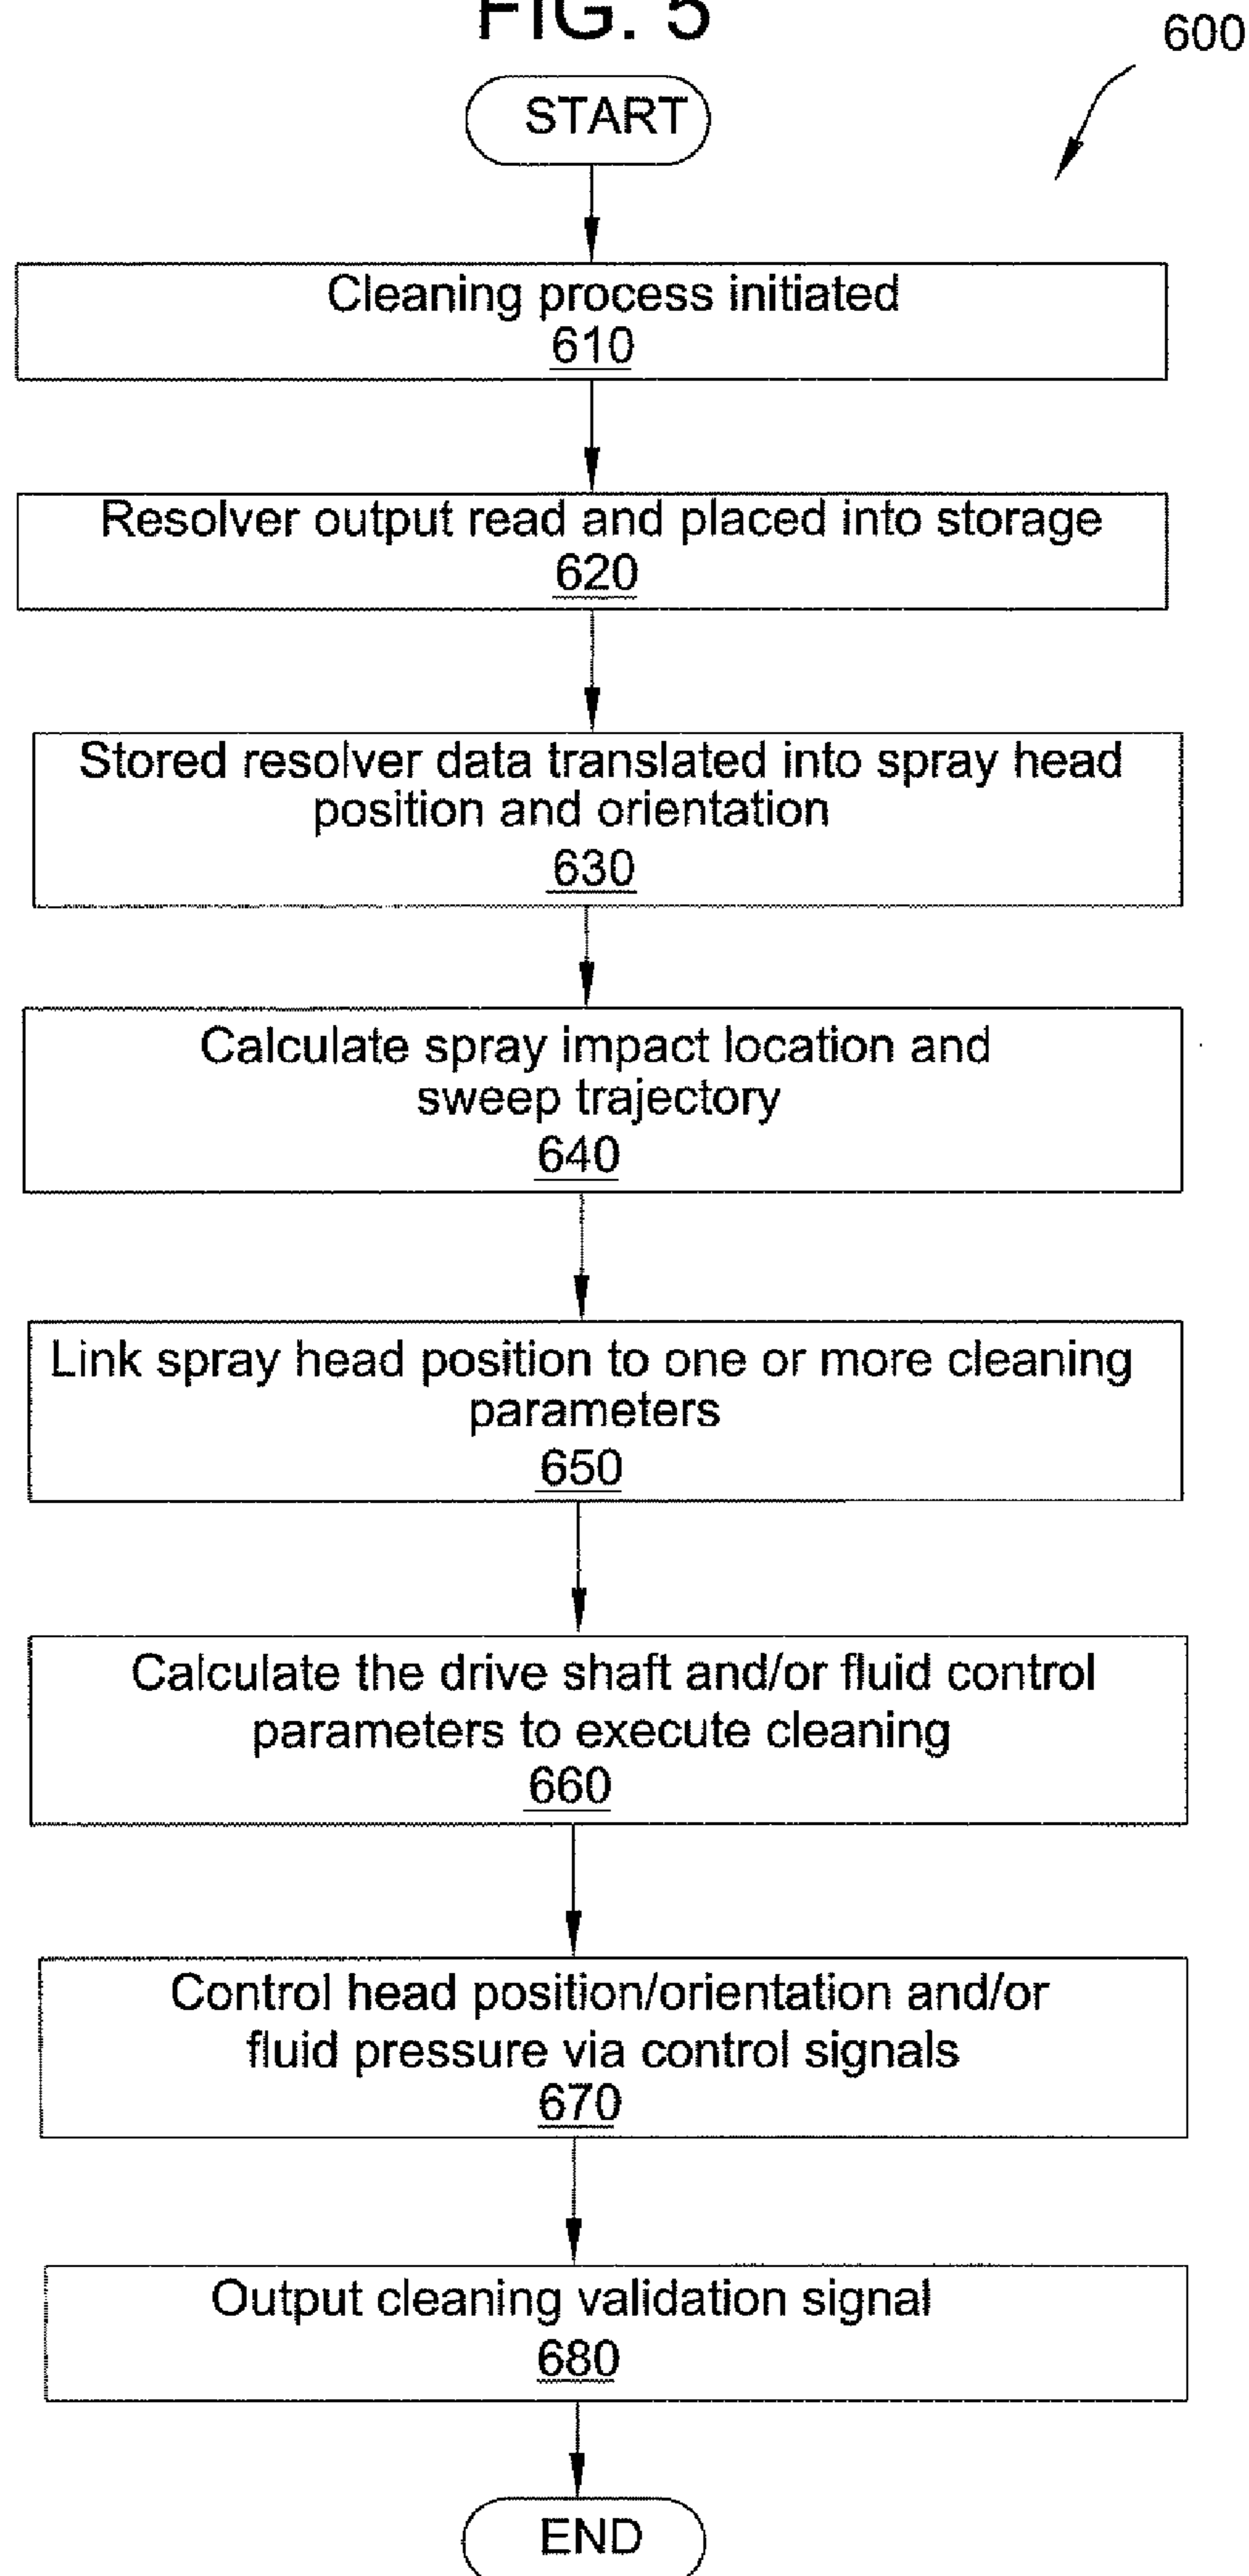 FIG. 5
600
START
Cleaning process initiated
610
Resolver output read and placed into storage
620
Stored resolver data translated into spray head
position and orientation
630
Calculate spray impact location and
sweep trajectory
640
Link spray head position to one or more cleaning
parameters
650
Calculate the drive shaft and/or fluid control
parameters to execute cleaning
660
Control head position/orientation and/or
fluid pressure via control signals
670
Output cleaning validation signal
680
END